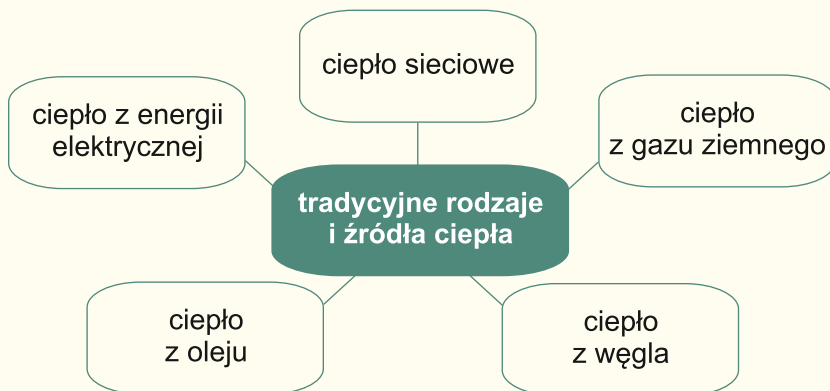 ciepło sieciowe
ciepło z energii
elektrycznej
ciepło
z gazu ziemnego
tradycyjne rodzaje
i źródła ciepła
ciepło
z oleju
ciepło
z węgla